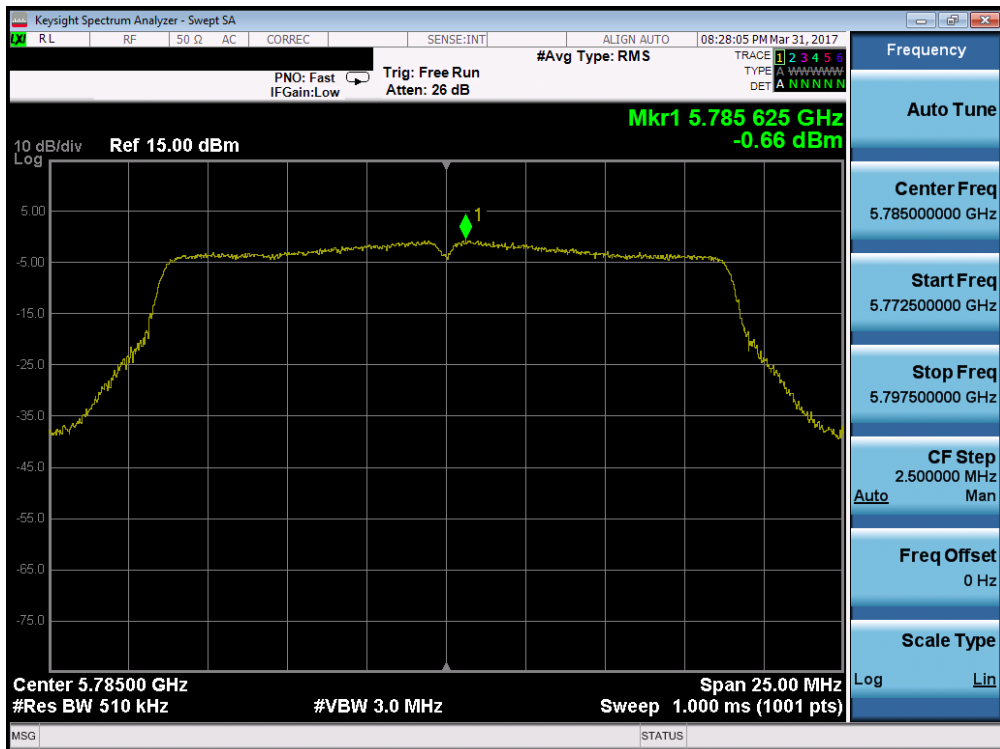 Keysight Spectrum Analyzer - Swept SA
LXI RL RF 50 Ω AC CORREC SENSE:INT ALIGN AUTO 08:28:05 PM Mar 31, 2017
#Avg Type: RMS TRACE 1 2 3 4 5 6
PNO: Fast Trig: Free Run TYPE A WWWWW
IFGain:Low Atten: 26 dB DET A N N N N N
Mkr1 5.785 625 GHz
-0.66 dBm
10 dB/div Ref 15.00 dBm
Log
1
5.00
-5.00
-15.0
-25.0
-35.0
-45.0
-55.0
-65.0
-75.0
Center 5.78500 GHz Span 25.00 MHz
#Res BW 510 kHz #VBW 3.0 MHz Sweep 1.000 ms (1001 pts)
MSG STATUS
Frequency
Auto Tune
Center Freq
5.785000000 GHz
Start Freq
5.772500000 GHz
Stop Freq
5.797500000 GHz
CF Step
2.500000 MHz
Auto Man
Freq Offset
0 Hz
Scale Type
Log Lin